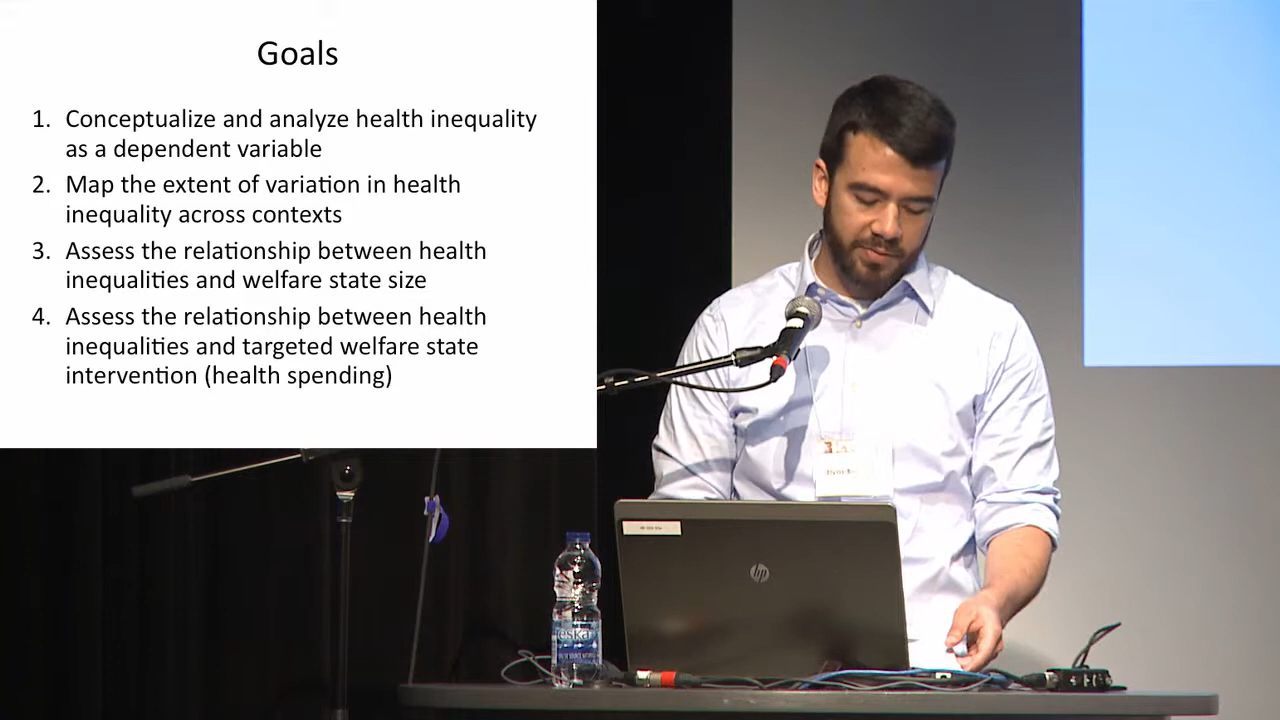 Goals
1. Conceptualize and analyze health inequality
as a dependent variable
2. Map the extent of variation in health
inequality across contexts
3. Assess the relationship between health
inequalities and welfare state size
4. Assess the relationship between health
inequalities and targeted welfare state
intervention (health spending)
hp
eska